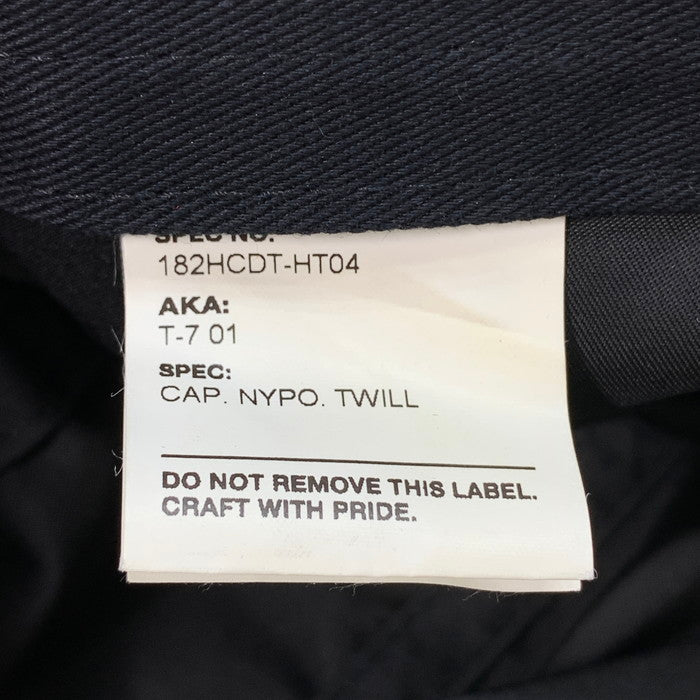 SPEC NO:
182HCDT-HT04
AKA:
T-7 01
SPEC:
CAP. NYPO. TWILL
DO NOT REMOVE THIS LABEL.
CRAFT WITH PRIDE.